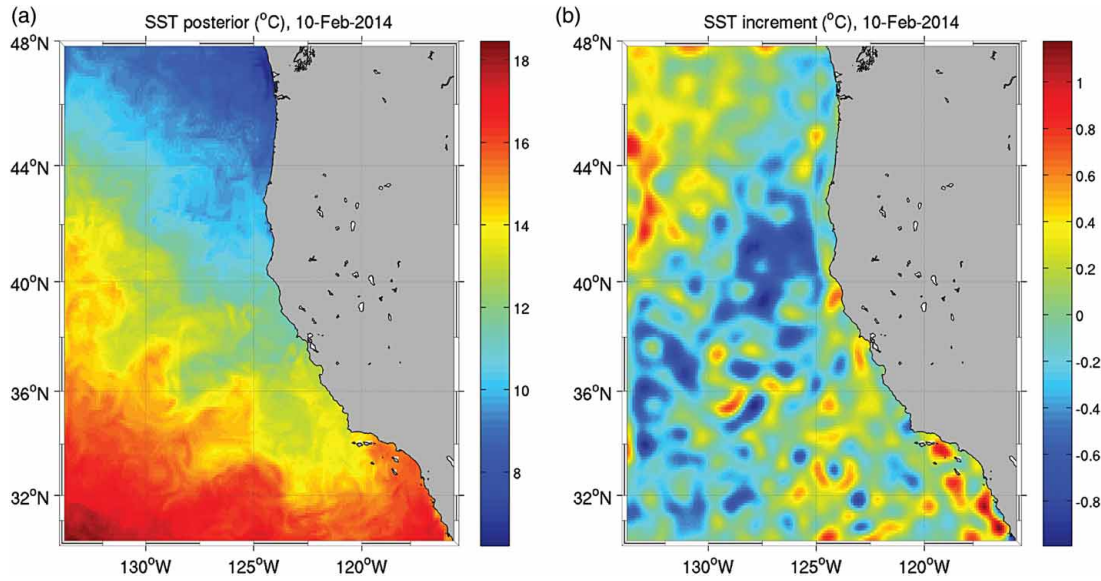 (a)
SST posterior (°C), 10-Feb-2014
48°N
44°N
40°N
36°N
32°N
130°W
125°W
120°W
18
16
14
12
10
8
(b)
SST increment (°C), 10-Feb-2014
48°N
44°N
40°N
36°N
32°N
130°W
125°W
120°W
1
0.8
0.6
0.4
0.2
0
-0.2
-0.4
-0.6
-0.8